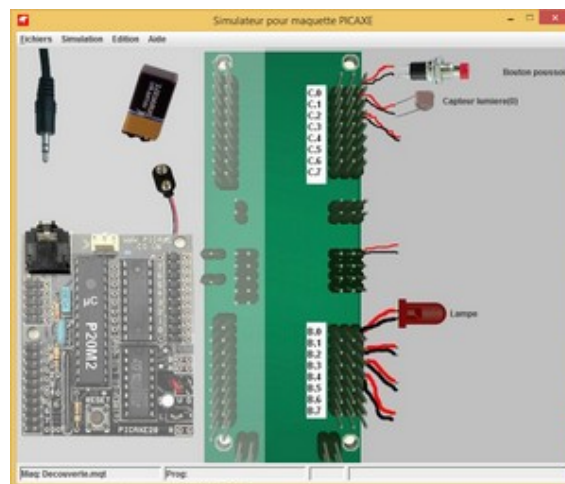 Simulateur pour maquette PICAXE
Fichiers Simulation Edition Aide
Bouton poussoi
Capteur lumiere(0)
C.0
C.1
C.2
C.3
C.4
C.5
C.6
C.7
µC
P20M2
RESET
PICAXE20
Lampe
B.0
B.1
B.2
B.3
B.4
B.5
B.6
B.7
Maq: Decouverte.mqt
Prog: